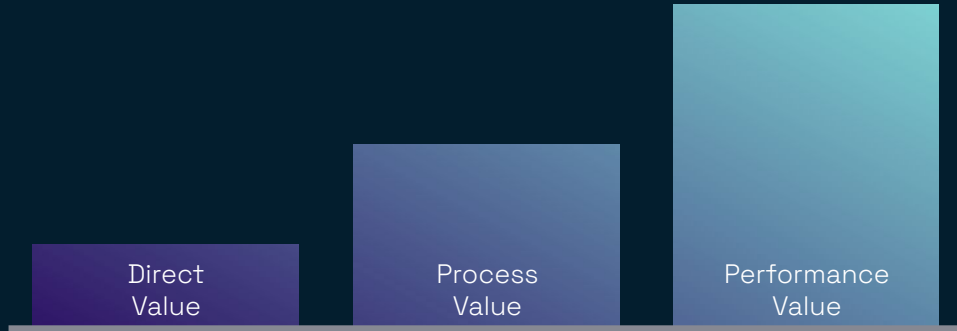 Direct
Value
Process
Value
Performance
Value